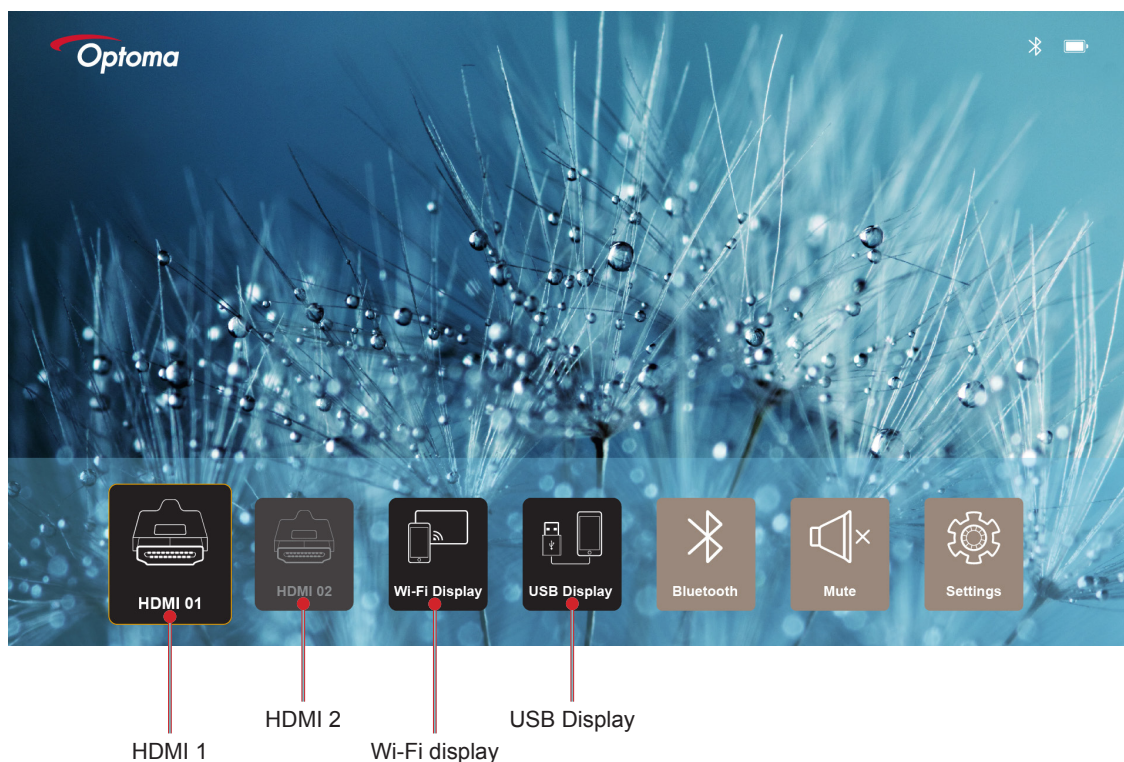 Optoma
HDMI 01
HDMI 02
Wi-Fi Display
USB Display
Bluetooth
Mute
Settings
HDMI 2
USB Display
HDMI 1
Wi-Fi display